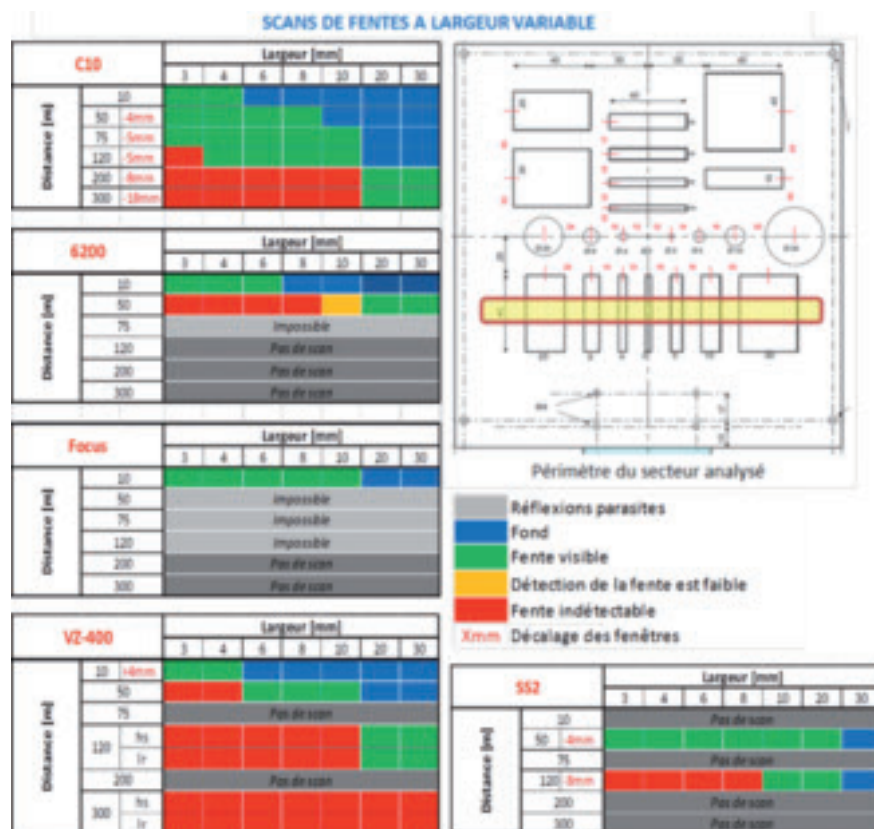 SCANS DE FENTES A LARGEUR VARIABLE
C10
Largeur [mm]
3 4 6 8 10 20 30
Distance [m]
10
50 -4mm
75 -5mm
120 -5mm
200 -8mm
300 -18mm
6200
Largeur [mm]
3 4 6 8 10 20 30
Distance [m]
10
50
75 Impossible
120 Pas de scan
200 Pas de scan
300 Pas de scan
Focus
Largeur [mm]
3 4 6 8 10 20 30
Distance [m]
10
50 Impossible
75 Impossible
120 Impossible
200 Pas de scan
300 Pas de scan
VZ-400
Largeur [mm]
3 4 6 8 10 20 30
Distance [m]
10 +4mm
50
75 Pas de scan
120 hs
lr
200 Pas de scan
300 hs
lr
Périmètre du secteur analysé
Réflexions parasites
Fond
Fente visible
Détection de la fente est faible
Fente indétectable
Xmm Décalage des fenêtres
SS2
Largeur [mm]
3 4 6 8 10 20 30
Distance [m]
10 Pas de scan
50 -4mm
75 Pas de scan
120 -8mm
200 Pas de scan
300 Pas de scan